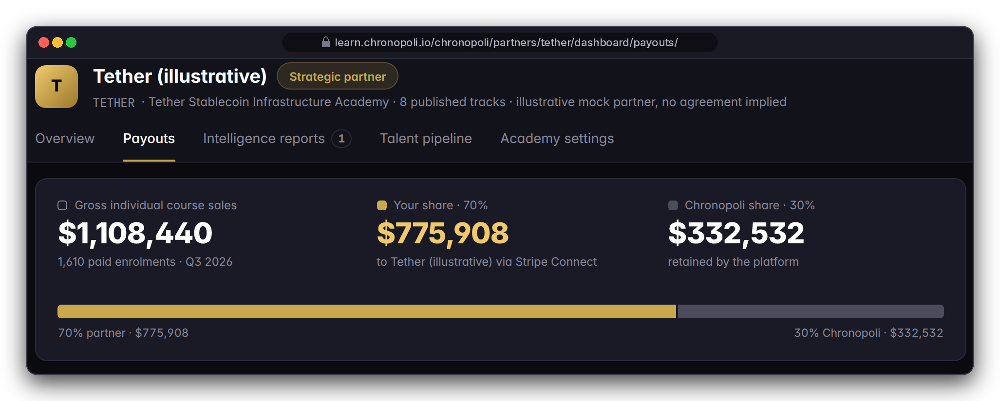 learn.chronopoli.io/chronopoli/partners/tether/dashboard/payouts/
T
Tether (illustrative) Strategic partner
TETHER · Tether Stablecoin Infrastructure Academy · 8 published tracks · illustrative mock partner, no agreement implied
Overview Payouts Intelligence reports 1 Talent pipeline Academy settings
Gross individual course sales
$1,108,440
1,610 paid enrolments · Q3 2026
Your share · 70%
$775,908
to Tether (illustrative) via Stripe Connect
Chronopoli share · 30%
$332,532
retained by the platform
70% partner · $775,908
30% Chronopoli · $332,532